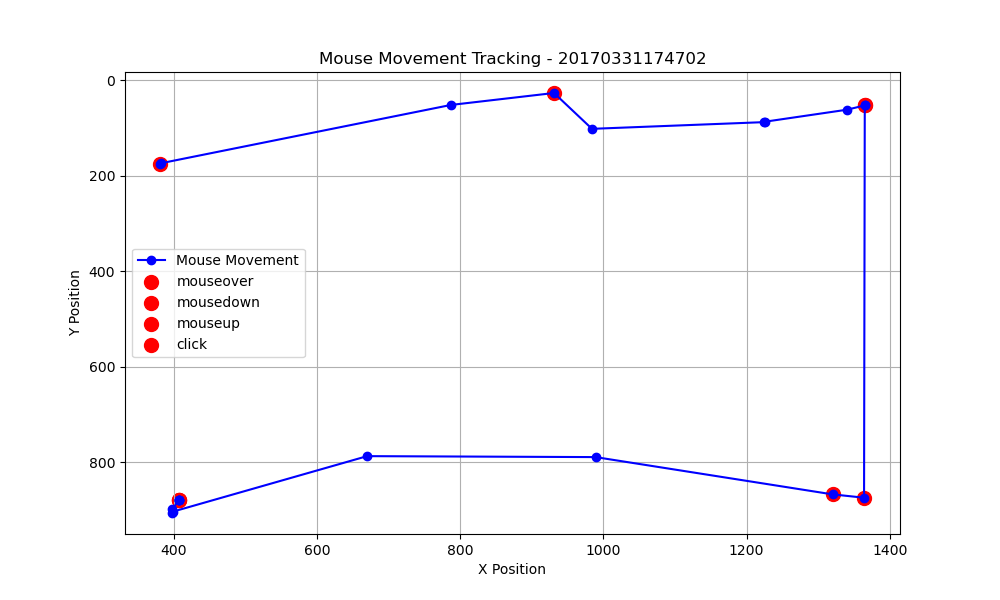 Mouse Movement Tracking - 20170331174702
0
200
400
600
800
Y Position
Mouse Movement
mouseover
mousedown
mouseup
click
400 600 800 1000 1200 1400
X Position